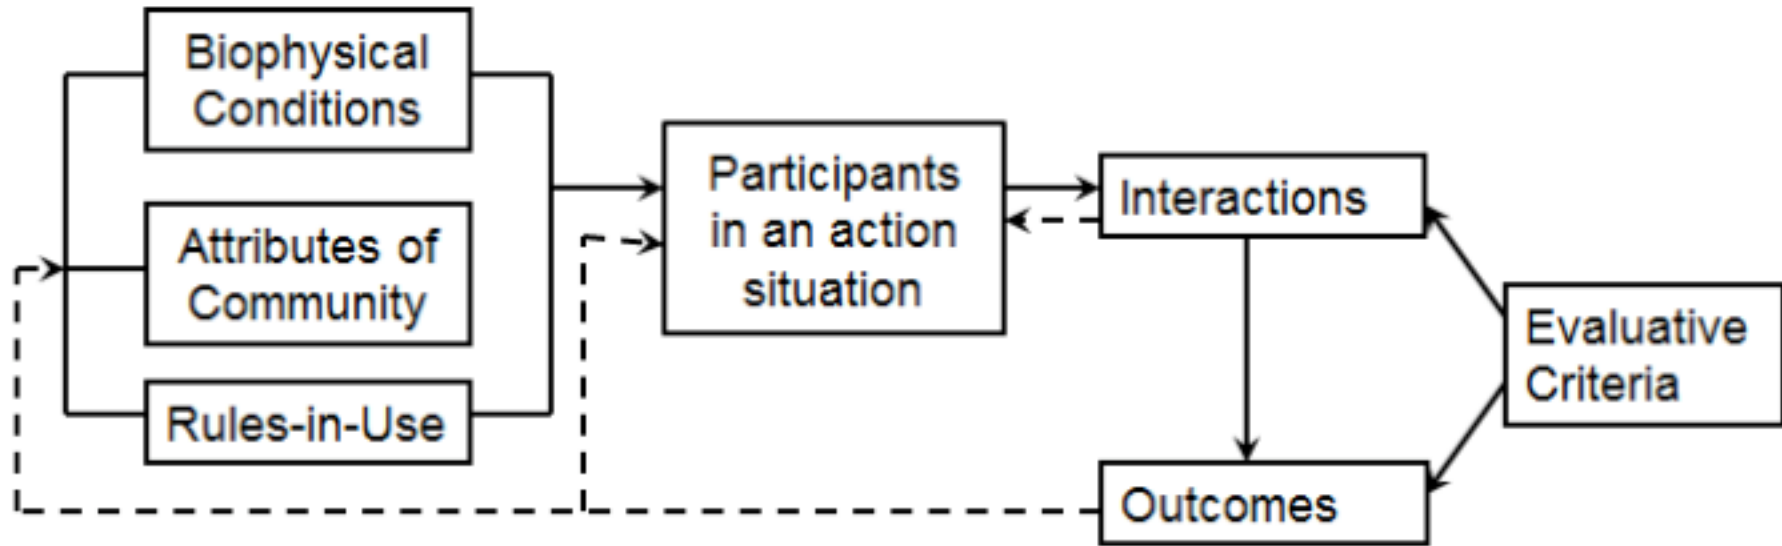 Biophysical
Conditions
Attributes of
Community
Rules-in-Use
Participants
in an action
situation
Interactions
Outcomes
Evaluative
Criteria